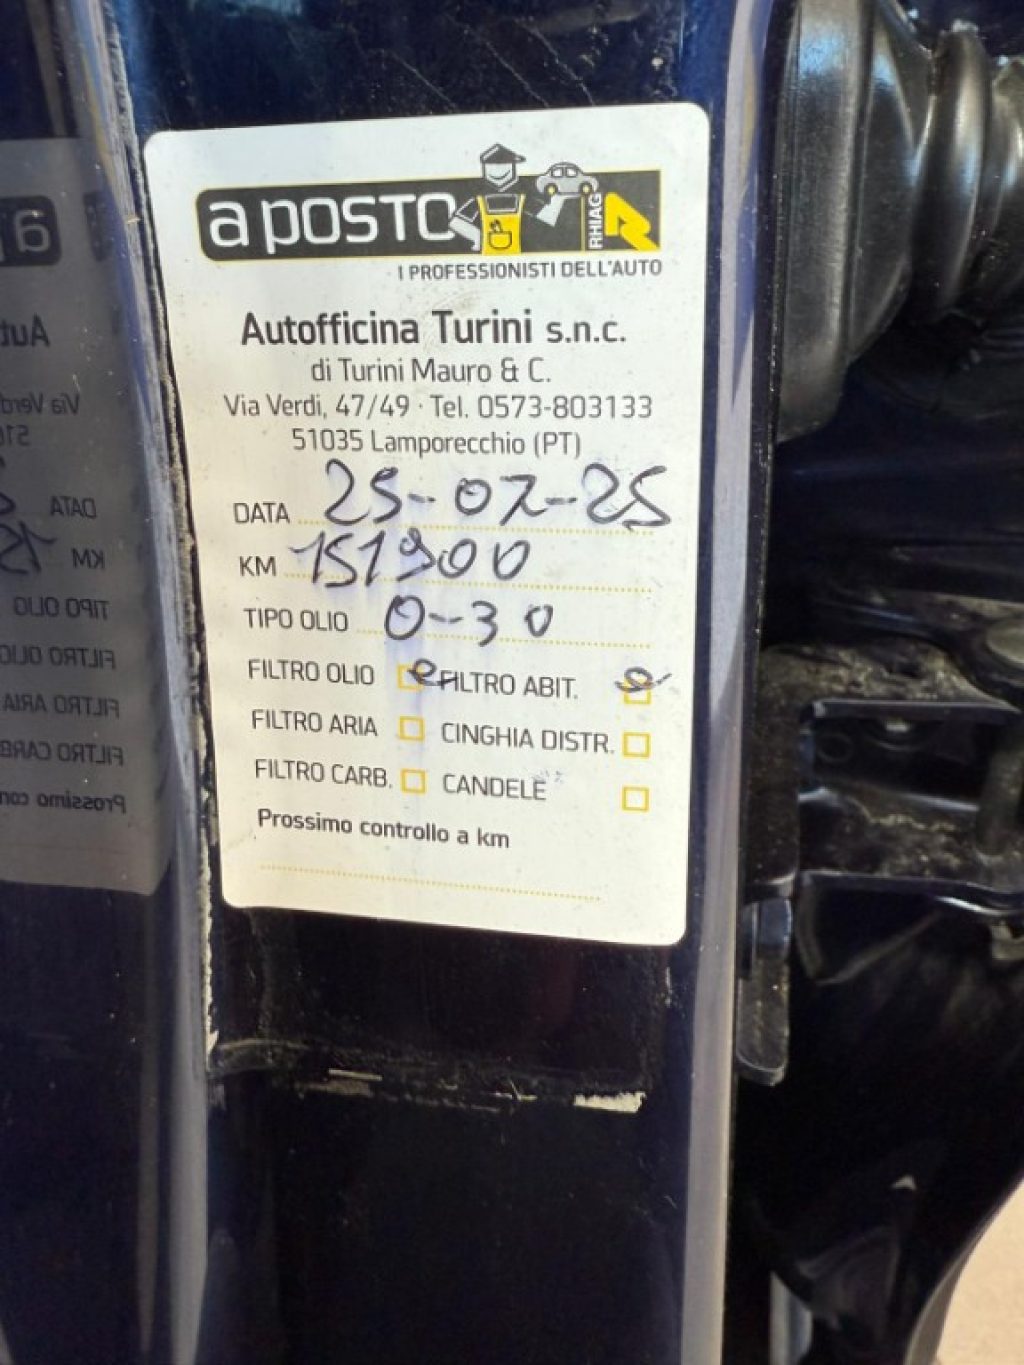 a posto
RHIAG
I PROFESSIONISTI DELL'AUTO
Autofficina Turini s.n.c.
di Turini Mauro & C.
Via Verdi, 47/49 · Tel. 0573-803133
51035 Lamporecchio (PT)
DATA 25-07-25
KM 151900
TIPO OLIO 0-30
FILTRO OLIO FILTRO ABIT.
FILTRO ARIA CINGHIA DISTR.
FILTRO CARB. CANDELE
Prossimo controllo a km